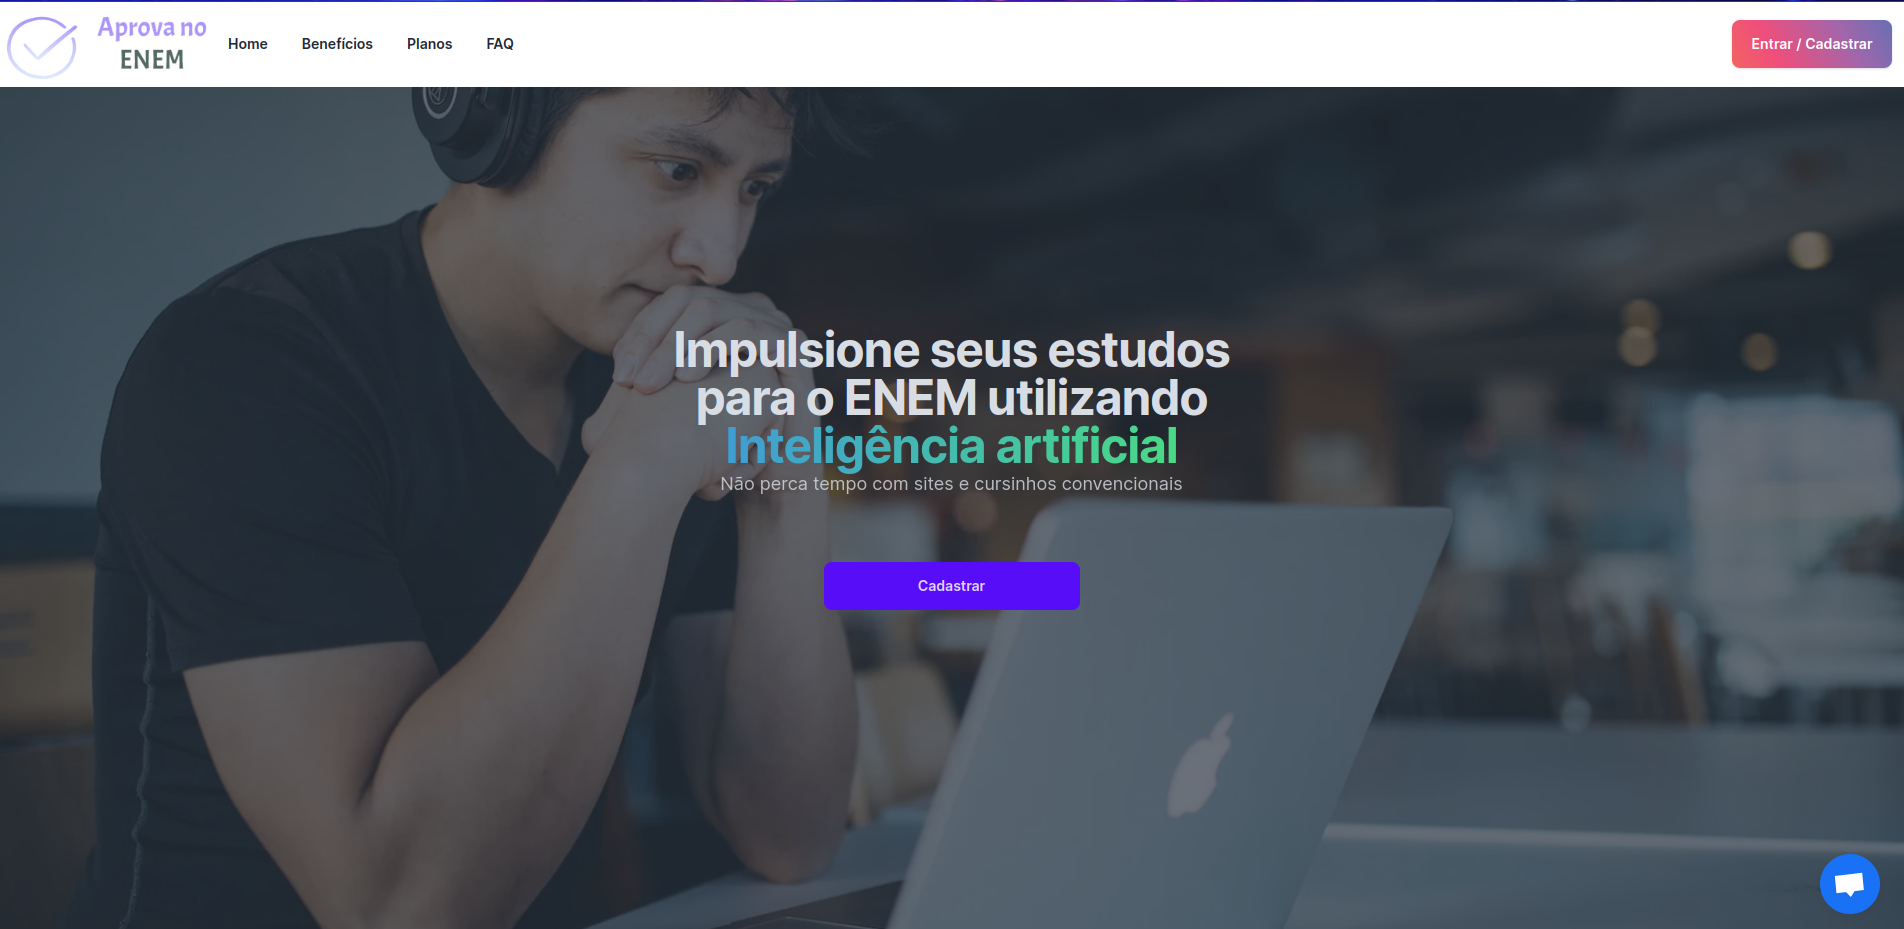 Aprova no
ENEM
Home
Benefícios
Planos
FAQ
Entrar / Cadastrar
Impulsione seus estudos
para o ENEM utilizando
Inteligência artificial
Não perca tempo com sites e cursinhos convencionais
Cadastrar